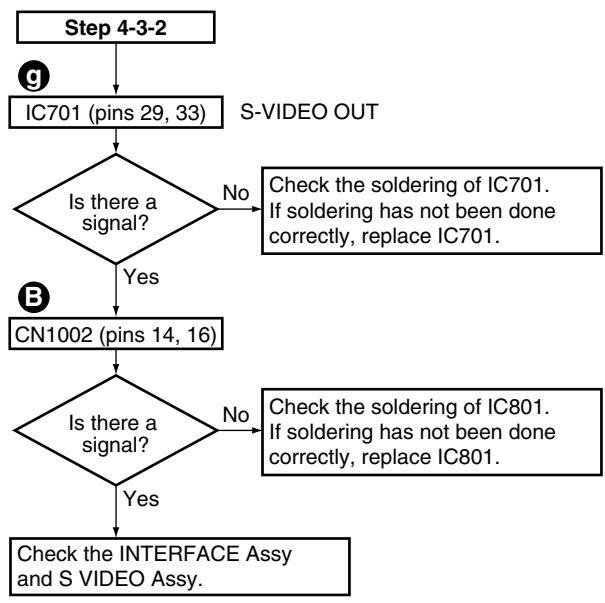 Step 4-3-2
g
IC701 (pins 29, 33)
S-VIDEO OUT
Is there a
signal?
No
Check the soldering of IC701.
If soldering has not been done
correctly, replace IC701.
Yes
B
CN1002 (pins 14, 16)
Is there a
signal?
No
Check the soldering of IC801.
If soldering has not been done
correctly, replace IC801.
Yes
Check the INTERFACE Assy
and S VIDEO Assy.